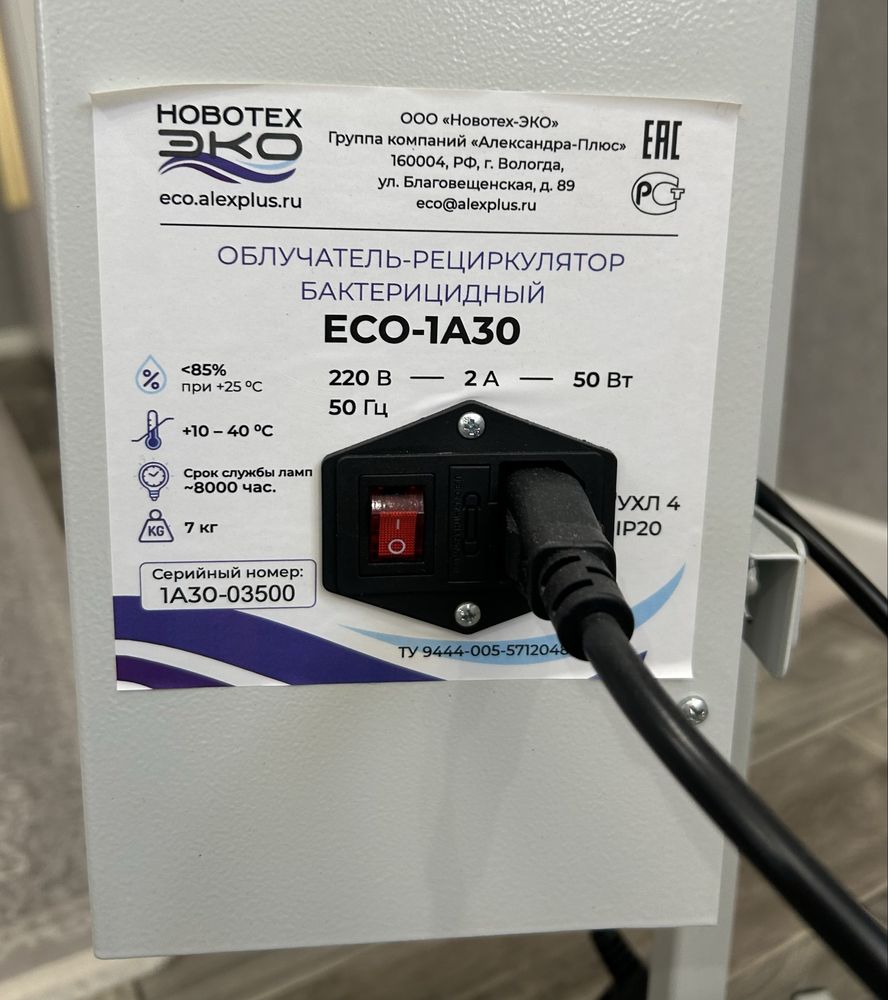 НОВОТЕХ
ЭКО
eco.alexplus.ru
ООО «Новотех-ЭКО»
Группа компаний «Александра-Плюс»
160004, РФ, г. Вологда,
ул. Благовещенская, д. 89
eco@alexplus.ru
ЕАС
РСТ
ОБЛУЧАТЕЛЬ-РЕЦИРКУЛЯТОР
БАКТЕРИЦИДНЫЙ
ECO-1A30
<85%
при +25 ⁰С
220 В — 2 А — 50 Вт
50 Гц
+10 – 40 ⁰С
Срок службы ламп
~8000 час.
KG
7 кг
УХЛ 4
IP20
Серийный номер:
1А30-03500
ТУ 9444-005-5712048